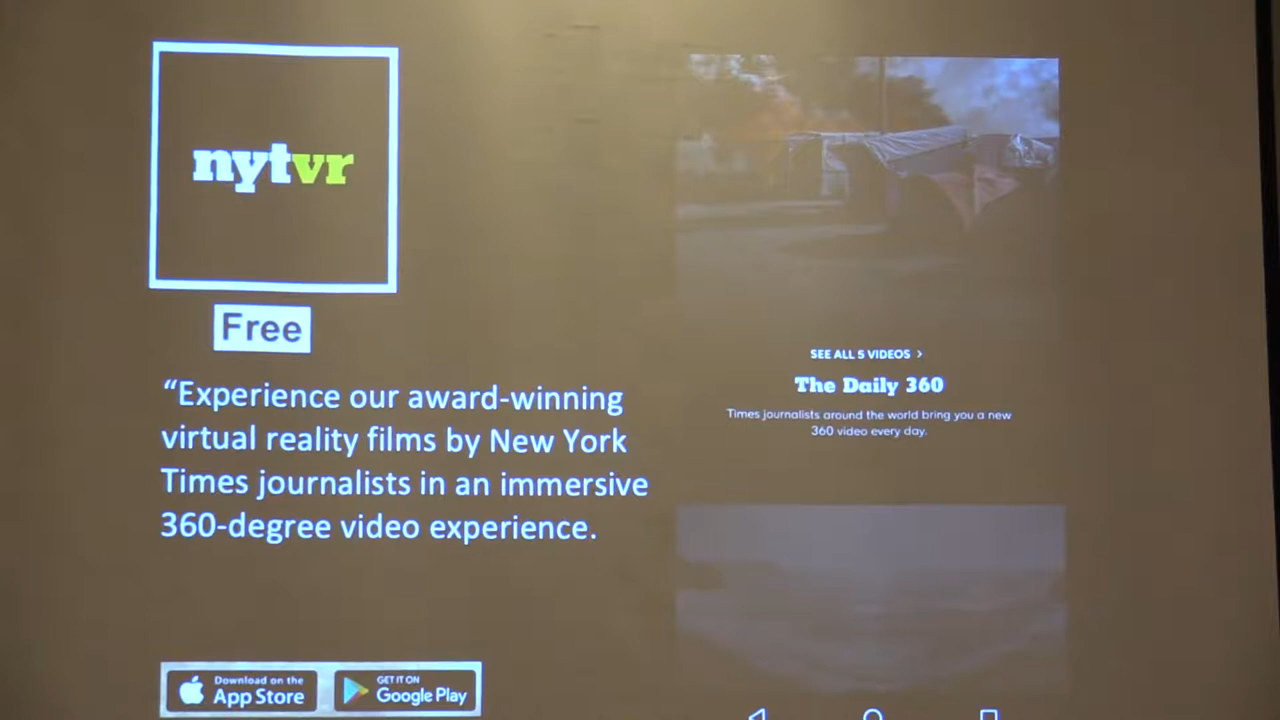 nytvr
Free
“Experience our award-winning
virtual reality films by New York
Times journalists in an immersive
360-degree video experience.
Download on the
App Store
GET IT ON
Google Play
SEE ALL 5 VIDEOS >
The Daily 360
Times journalists around the world bring you a new
360 video every day.